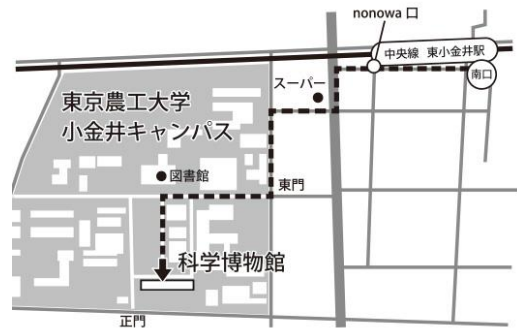 nonowa 口
中央線 東小金井駅
南口
スーパー
東京農工大学
小金井キャンパス
図書館
東門
科学博物館
正門